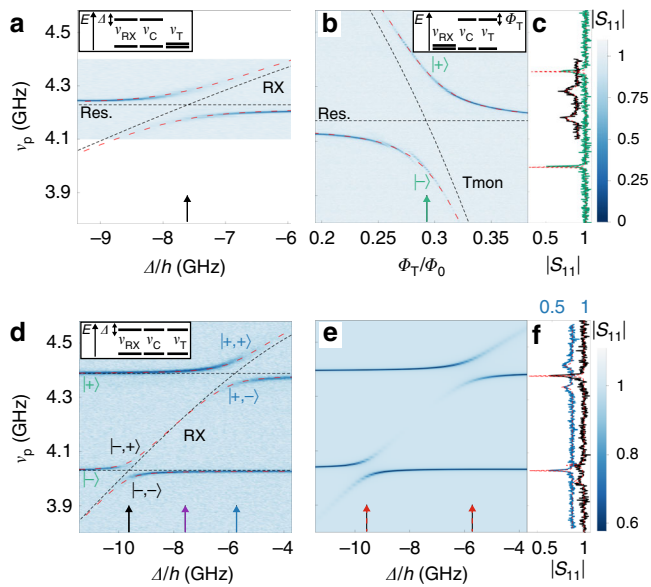 a
E Δ
ν_RX ν_C ν_T
RX
Res.
ν_p (GHz)
4.5
4.3
4.1
3.9
−9 −8 −7 −6
Δ/h (GHz)
b
E Φ_T
ν_RX ν_C ν_T
|+⟩
Res.
|−⟩
Tmon
0.2 0.25 0.3 0.35
Φ_T/Φ_0
c
|S_11|
1
0.75
0.5
0.25
0
0.5 1
|S_11|
d
E Δ
ν_RX ν_C ν_T
|+,+⟩
|+⟩
|+,−⟩
RX
|−,+⟩
|−⟩
|−,−⟩
ν_p (GHz)
4.5
4.3
4.1
3.9
−10 −8 −6 −4
Δ/h (GHz)
e
−10 −8 −6 −4
Δ/h (GHz)
0.5 1
f
|S_11|
1
0.8
0.6
0.5 1
|S_11|